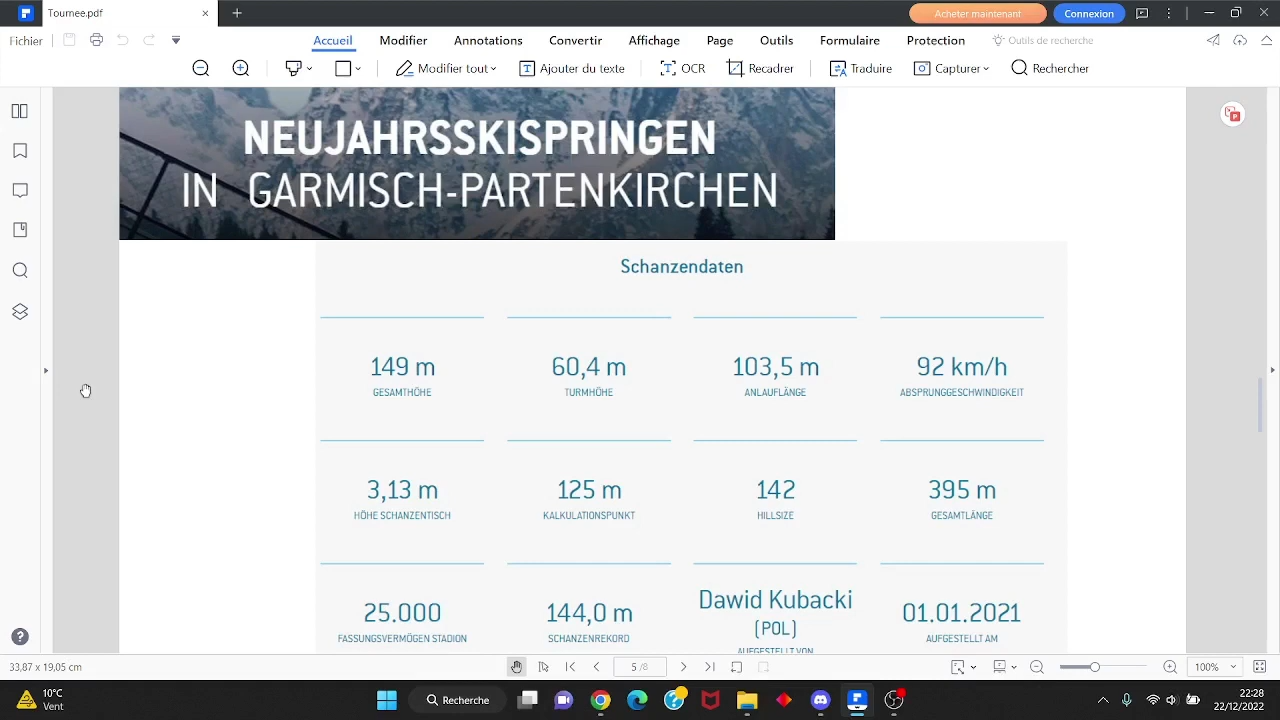 Tournee.pdf
Acheter maintenant
Connexion
Fichier
Accueil Modifier Annotations Convertir Affichage Page Outils Formulaire Protection Outils de recherche
Modifier tout Ajouter du texte OCR Recadrer Traduire Capturer Rechercher
NEUJAHRSSKISPRINGEN
IN GARMISCH-PARTENKIRCHEN
Schanzendaten
149 m 60,4 m 103,5 m 92 km/h
GESAMTHÖHE TURMHÖHE ANLAUFLÄNGE ABSPRUNGGESCHWINDIGKEIT
3,13 m 125 m 142 395 m
HÖHE SCHANZENTISCH KALKULATIONSPUNKT HILLSIZE GESAMTLÄNGE
25.000 144,0 m Dawid Kubacki (POL) 01.01.2021
FASSUNGSVERMÖGEN STADION SCHANZENREKORD AUFGESTELLT VON AUFGESTELLT AM
33,87 x 19,05 cm 5 /8 100%
10°C
Vent
Rechercher
22:28
22/12/2022